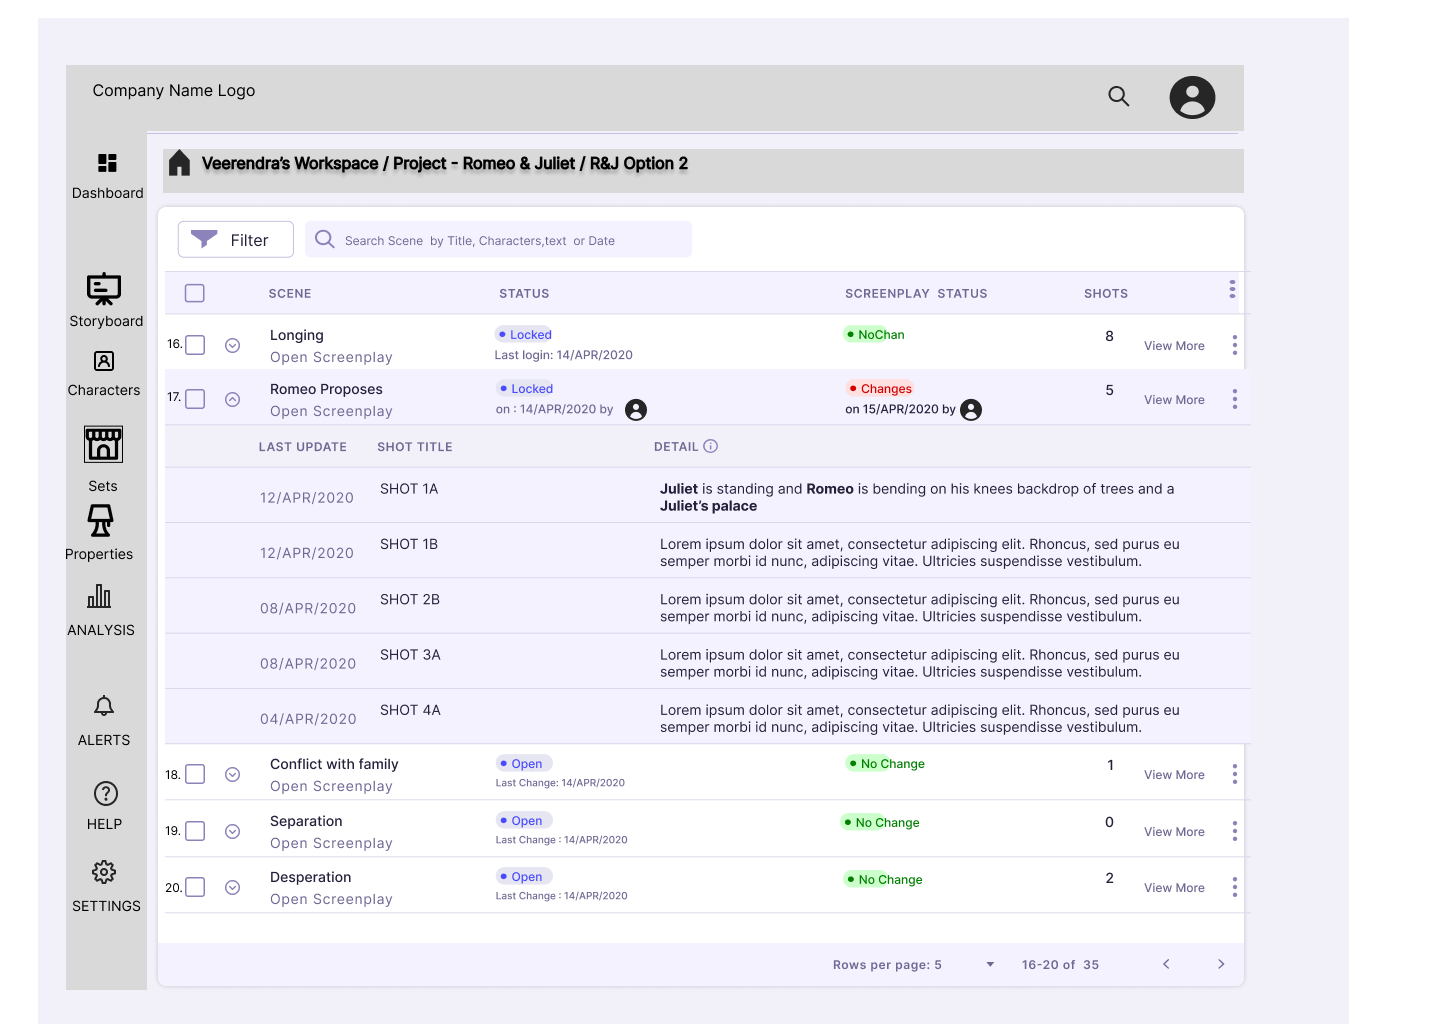 Company Name Logo
Veerendra's Workspace / Project - Romeo & Juliet / R&J Option 2
Dashboard
Storyboard
Characters
Sets
Properties
ANALYSIS
ALERTS
HELP
SETTINGS
Filter
Search Scene by Title, Characters,text or Date
SCENE STATUS SCREENPLAY STATUS SHOTS
16. Longing Locked NoChan 8 View More
Open Screenplay Last login: 14/APR/2020
17. Romeo Proposes Locked Changes 5 View More
Open Screenplay on : 14/APR/2020 by on 15/APR/2020 by
LAST UPDATE SHOT TITLE DETAIL
12/APR/2020 SHOT 1A Juliet is standing and Romeo is bending on his knees backdrop of trees and a
Juliet's palace
12/APR/2020 SHOT 1B Lorem ipsum dolor sit amet, consectetur adipiscing elit. Rhoncus, sed purus eu
semper morbi id nunc, adipiscing vitae. Ultricies suspendisse vestibulum.
08/APR/2020 SHOT 2B Lorem ipsum dolor sit amet, consectetur adipiscing elit. Rhoncus, sed purus eu
semper morbi id nunc, adipiscing vitae. Ultricies suspendisse vestibulum.
08/APR/2020 SHOT 3A Lorem ipsum dolor sit amet, consectetur adipiscing elit. Rhoncus, sed purus eu
semper morbi id nunc, adipiscing vitae. Ultricies suspendisse vestibulum.
04/APR/2020 SHOT 4A Lorem ipsum dolor sit amet, consectetur adipiscing elit. Rhoncus, sed purus eu
semper morbi id nunc, adipiscing vitae. Ultricies suspendisse vestibulum.
18. Conflict with family Open No Change 1 View More
Open Screenplay Last Change: 14/APR/2020
19. Separation Open No Change 0 View More
Open Screenplay Last Change : 14/APR/2020
20. Desperation Open No Change 2 View More
Open Screenplay Last Change : 14/APR/2020
Rows per page: 5 16-20 of 35